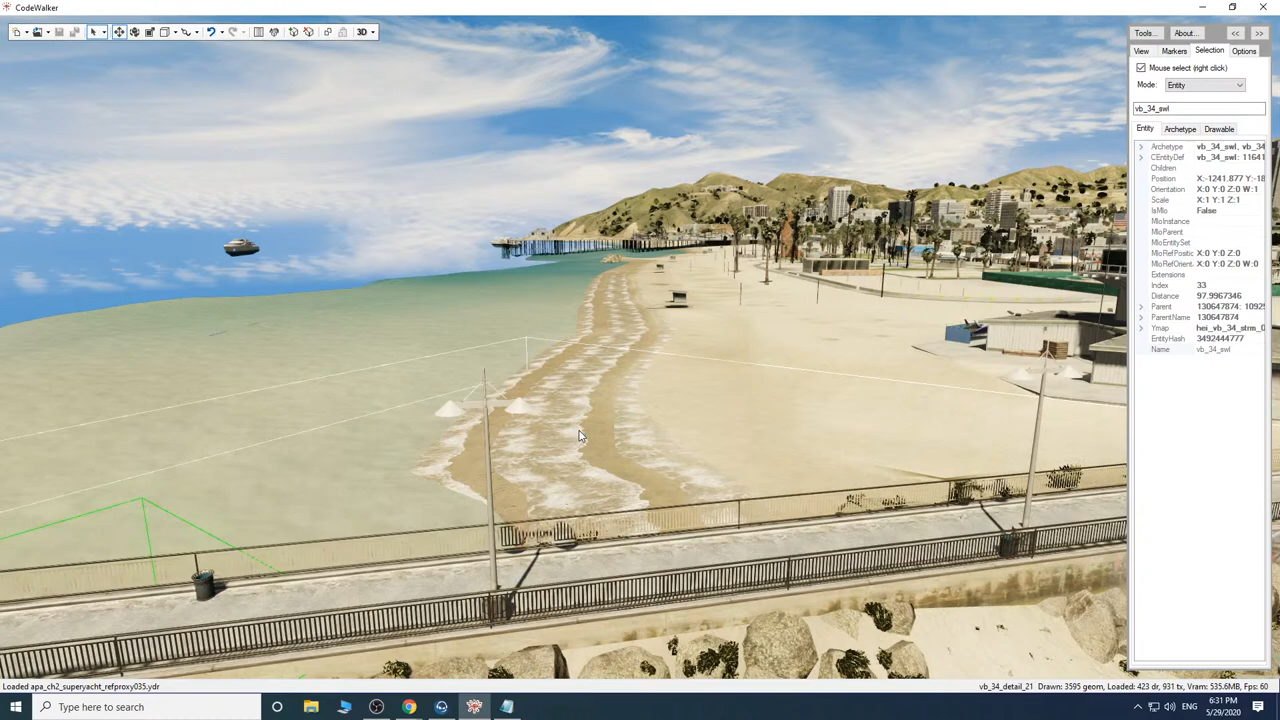 CodeWalker
3D
Tools...
About...
<<
>>
View
Markers
Selection
Options
Mouse select (right click)
Mode:
Entity
vb_34_swl
Entity
Archetype
Drawable
Archetype vb_34_swl, vb_34
CEntityDef vb_34_swl: 11641
Children
Position X:-1241.877 Y:-18
Orientation X:0 Y:0 Z:0 W:1
Scale X:1 Y:1 Z:1
IsMlo False
MloInstance
MloParent
MloEntitySet
MloRefPositic X:0 Y:0 Z:0
MloRefOrient X:0 Y:0 Z:0 W:0
Extensions
Index 33
Distance 97.9967346
Parent 130647874: 1092
ParentName 130647874
Ymap hei_vb_34_strm_0
EntityHash 3492444777
Name vb_34_swl
Loaded apa_ch2_superyacht_refproxy035.ydr
vb_34_detail_21 Drawn: 3595 geom, Loaded: 423 dr, 931 tx, Vram: 535.6MB, Fps: 60
Type here to search
ENG
6:31 PM
5/29/2020